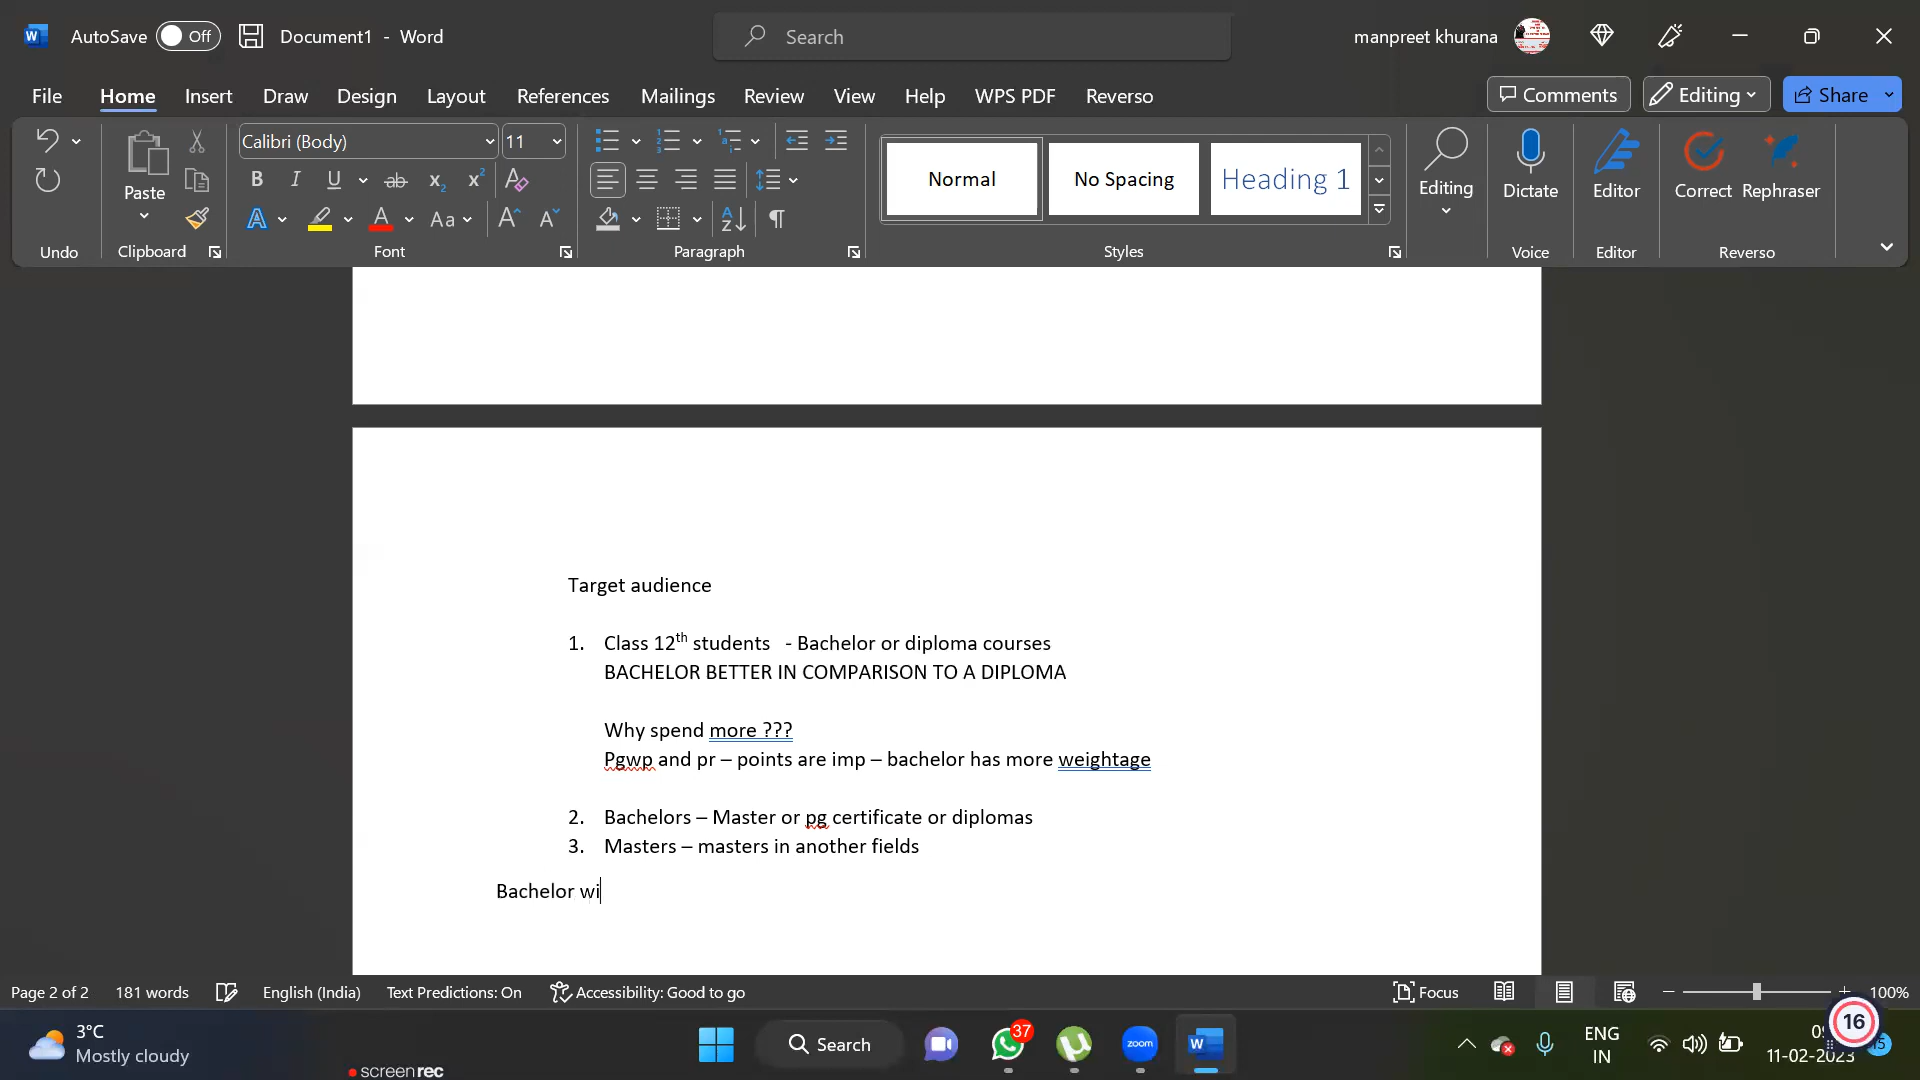 AutoSave Off Document1 - Word Search manpreet khurana
File Home Insert Draw Design Layout References Mailings Review View Help WPS PDF Reverso Comments Editing Share
Calibri (Body) 11
Paste
Normal No Spacing Heading 1
Editing Dictate Editor Correct Rephraser
Undo Clipboard Font Paragraph Styles Voice Editor Reverso
Target audience
1. Class 12th students - Bachelor or diploma courses
BACHELOR BETTER IN COMPARISON TO A DIPLOMA
Why spend more ???
Pgwp and pr – points are imp – bachelor has more weightage
2. Bachelors – Master or pg certificate or diplomas
3. Masters – masters in another fields
Bachelor wi
Page 2 of 2 181 words English (India) Text Predictions: On Accessibility: Good to go Focus 100%
3°C
Mostly cloudy
Search
37
zoom
ENG
IN
11-02-2023
16
screenrec